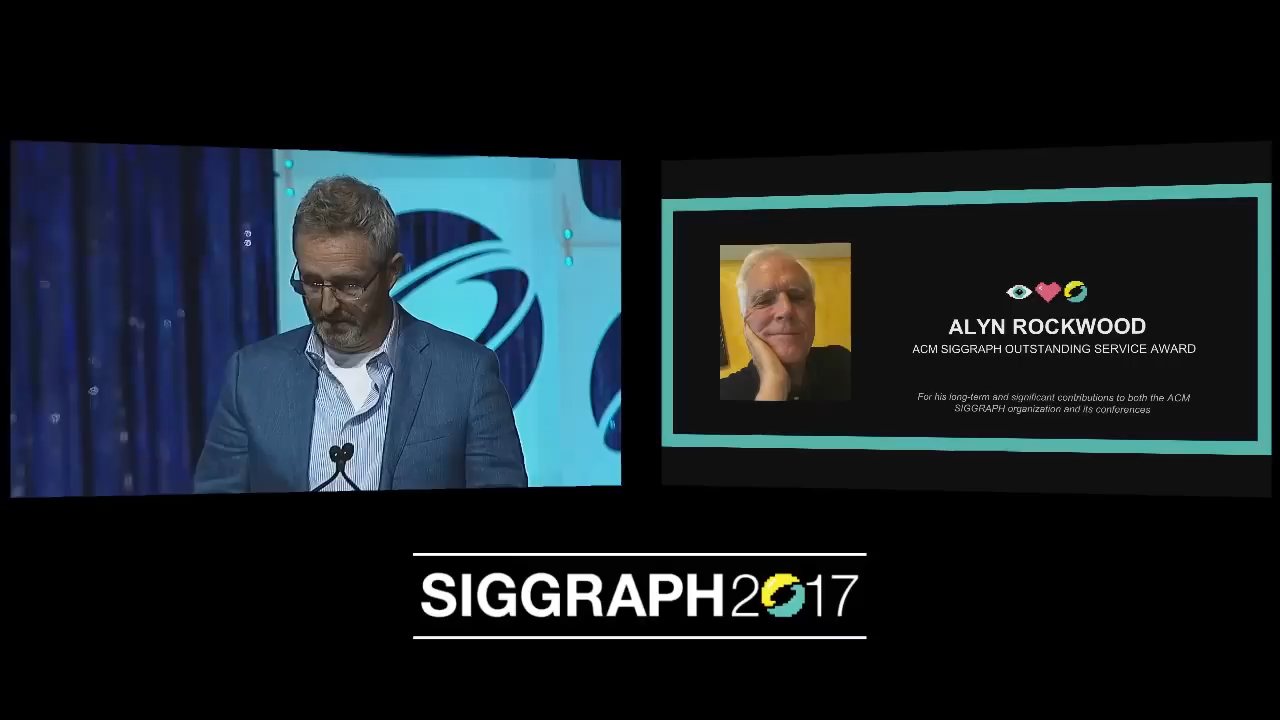 ALYN ROCKWOOD
ACM SIGGRAPH OUTSTANDING SERVICE AWARD
For his long-term and significant contributions to both the ACM
SIGGRAPH organization and its conferences
SIGGRAPH2017